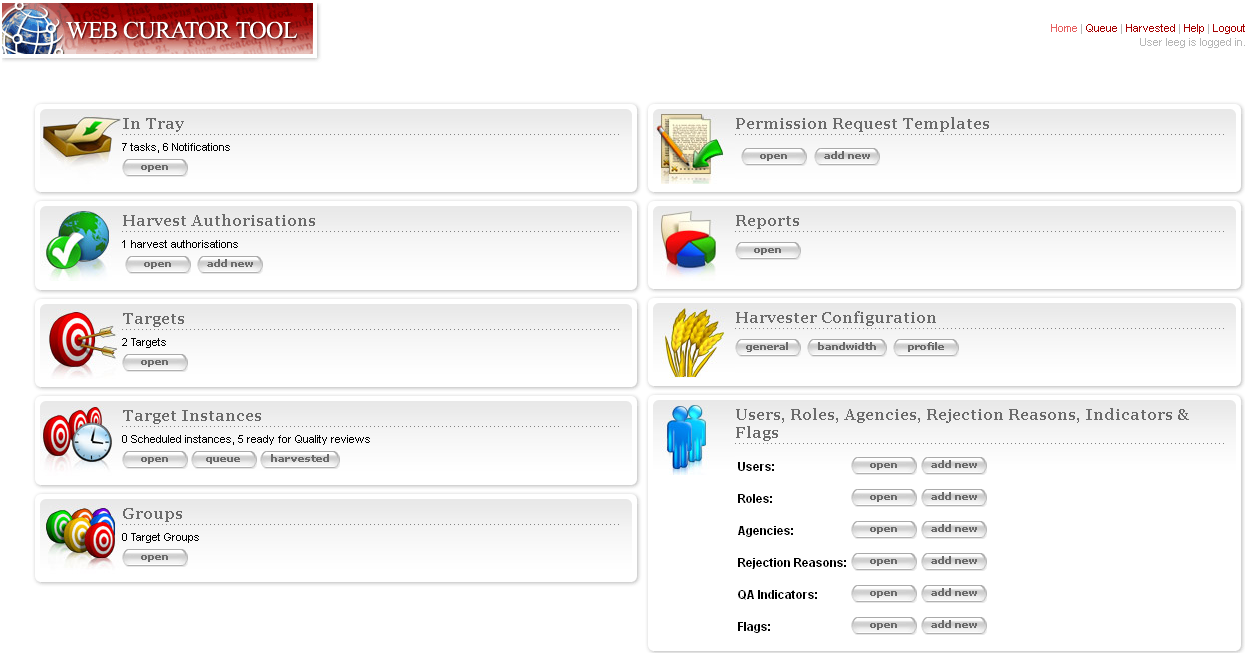 WEB CURATOR TOOL
Home | Queue | Harvested | Help | Logout
User leeg is logged in.
In Tray
7 tasks, 6 Notifications
open
Harvest Authorisations
1 harvest authorisations
open add new
Targets
2 Targets
open
Target Instances
0 Scheduled instances, 5 ready for Quality reviews
open queue harvested
Groups
0 Target Groups
open
Permission Request Templates
open add new
Reports
open
Harvester Configuration
general bandwidth profile
Users, Roles, Agencies, Rejection Reasons, Indicators &
Flags
Users: open add new
Roles: open add new
Agencies: open add new
Rejection Reasons: open add new
QA Indicators: open add new
Flags: open add new